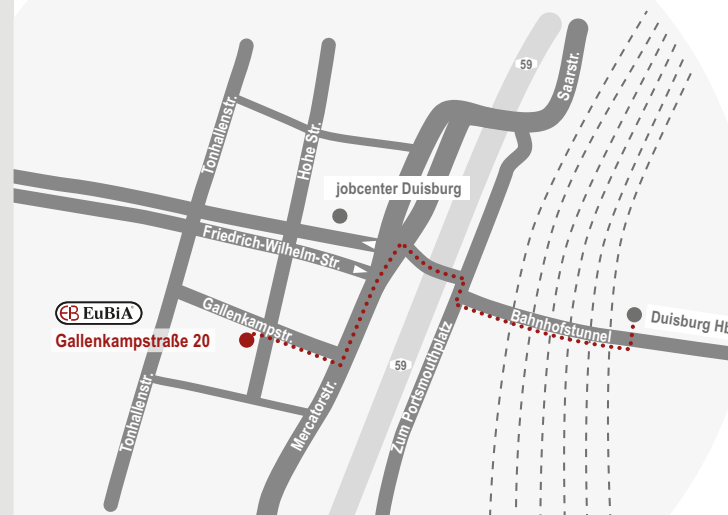 59
Saarstr.
Tonhallenstr.
Hohe Str.
jobcenter Duisburg
Friedrich-Wilhelm-Str.
Gallenkampstr.
EB EuBiA
Gallenkampstraße 20
Bahnhofstunnel
Duisburg
59
Zum Portsmouthplatz
Mercatorstr.
Tonhallenstr.